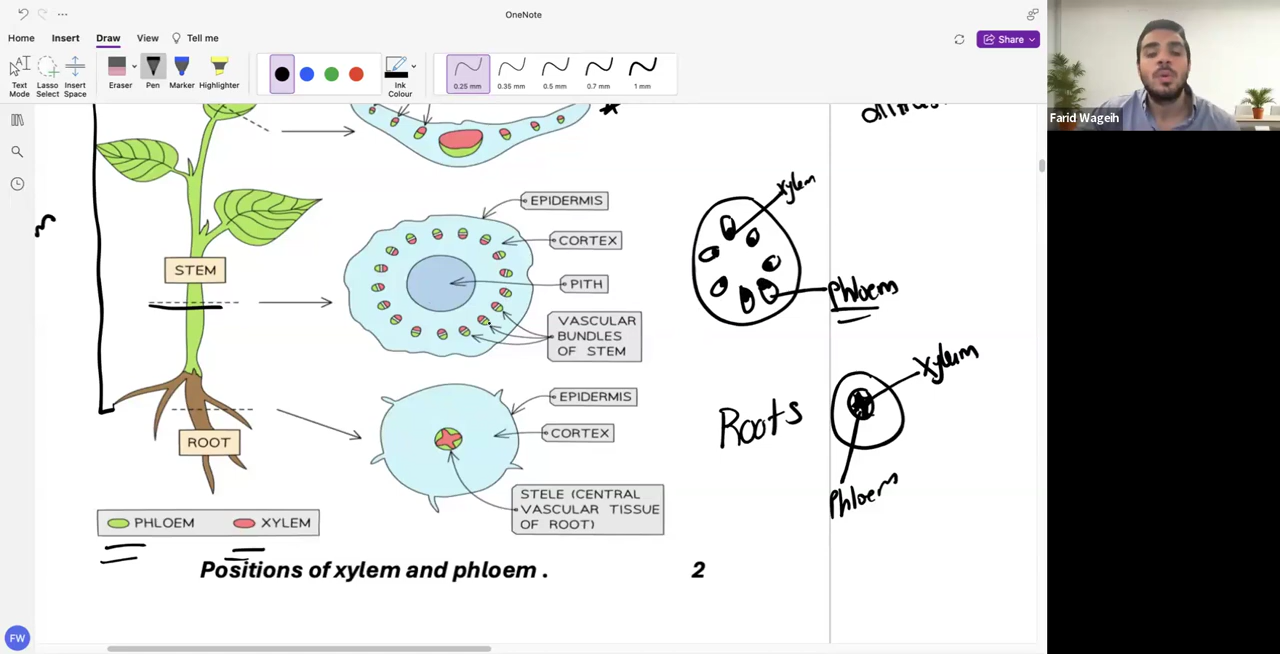 OneNote
Home Insert Draw View Tell me
Share
Text Mode
Lasso Select
Insert Space
Eraser
Pen
Marker
Highlighter
Ink Colour
0.25 mm
0.35 mm
0.5 mm
0.7 mm
1 mm
Farid Wageih
EPIDERMIS
CORTEX
PITH
VASCULAR
BUNDLES
OF STEM
STEM
EPIDERMIS
CORTEX
ROOT
STELE (CENTRAL
VASCULAR TISSUE
OF ROOT)
PHLOEM XYLEM
Positions of xylem and phloem . 2
xylem
Phloem
Roots
Xylem
Phloem
FW